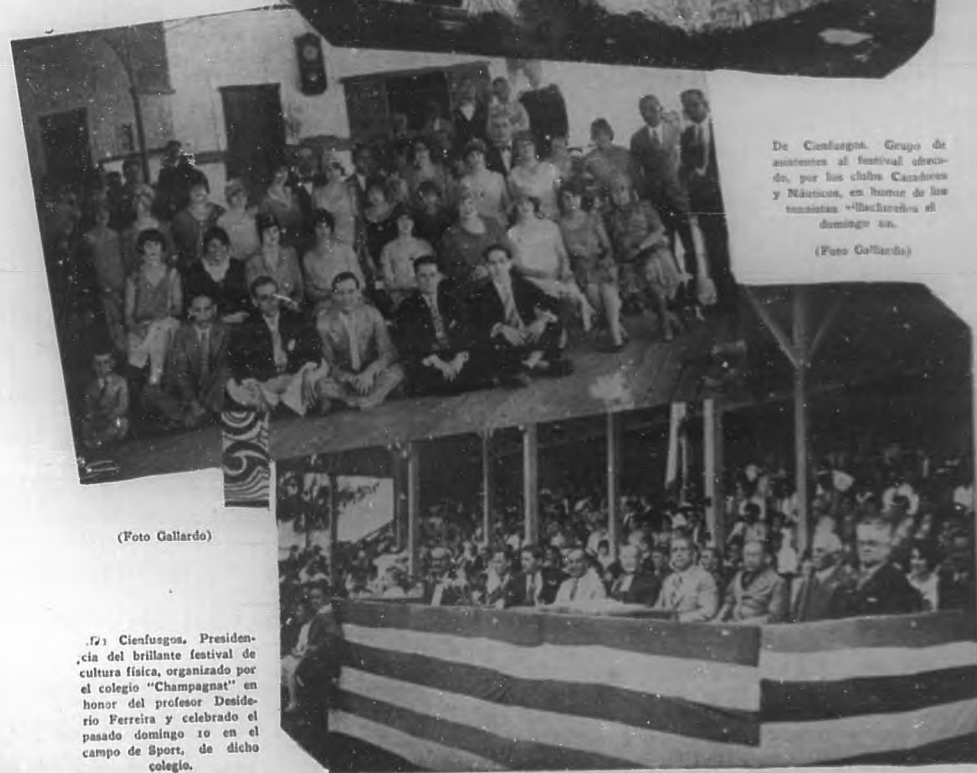 De Cienfuegos. Grupo de
asistentes al festival ofreci-
do, por los clubs Cazadores
y Náuticos, en honor de los
tennistas villaclareños el
domingo
(Foto Gallardo)
(Foto Gallardo)
Cienfuegos. Presiden-
cia del brillante festival de
cultura física, organizado por
el colegio "Champagnat" en
honor del profesor Deside-
rio Ferreira y celebrado el
pasado domingo 10 en el
campo de Sport, de dicho
colegio.